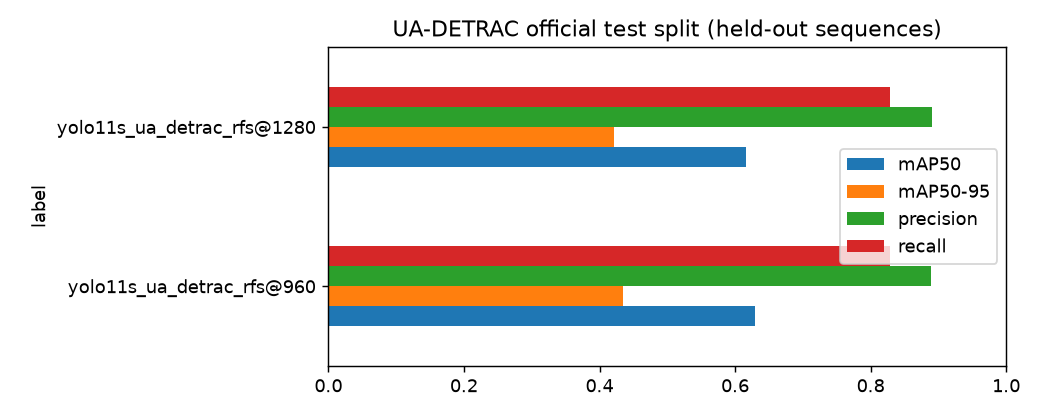 UA-DETRAC official test split (held-out sequences)
label
yolo11s_ua_detrac_rfs@1280
yolo11s_ua_detrac_rfs@960
mAP50
mAP50-95
precision
recall
0.0 0.2 0.4 0.6 0.8 1.0